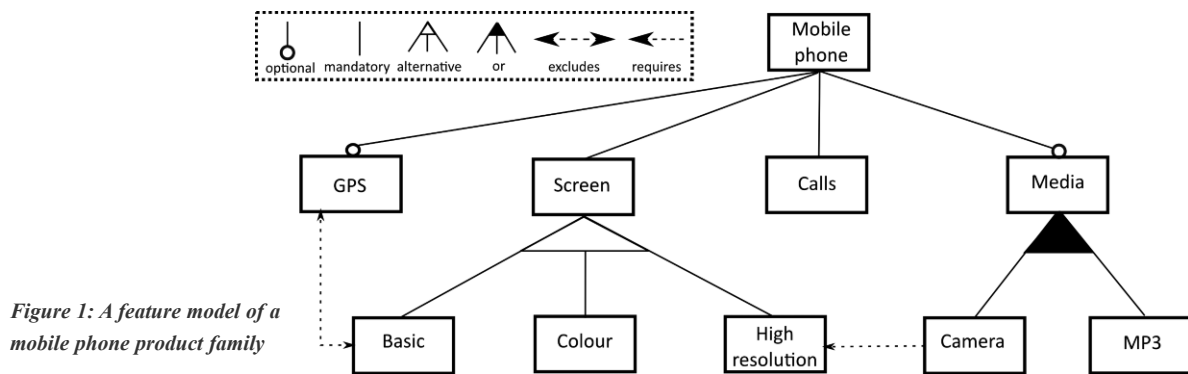 optional mandatory alternative or excludes requires
Mobile
phone
GPS Screen Calls Media
Basic Colour High
resolution Camera MP3
Figure 1: A feature model of a
mobile phone product family